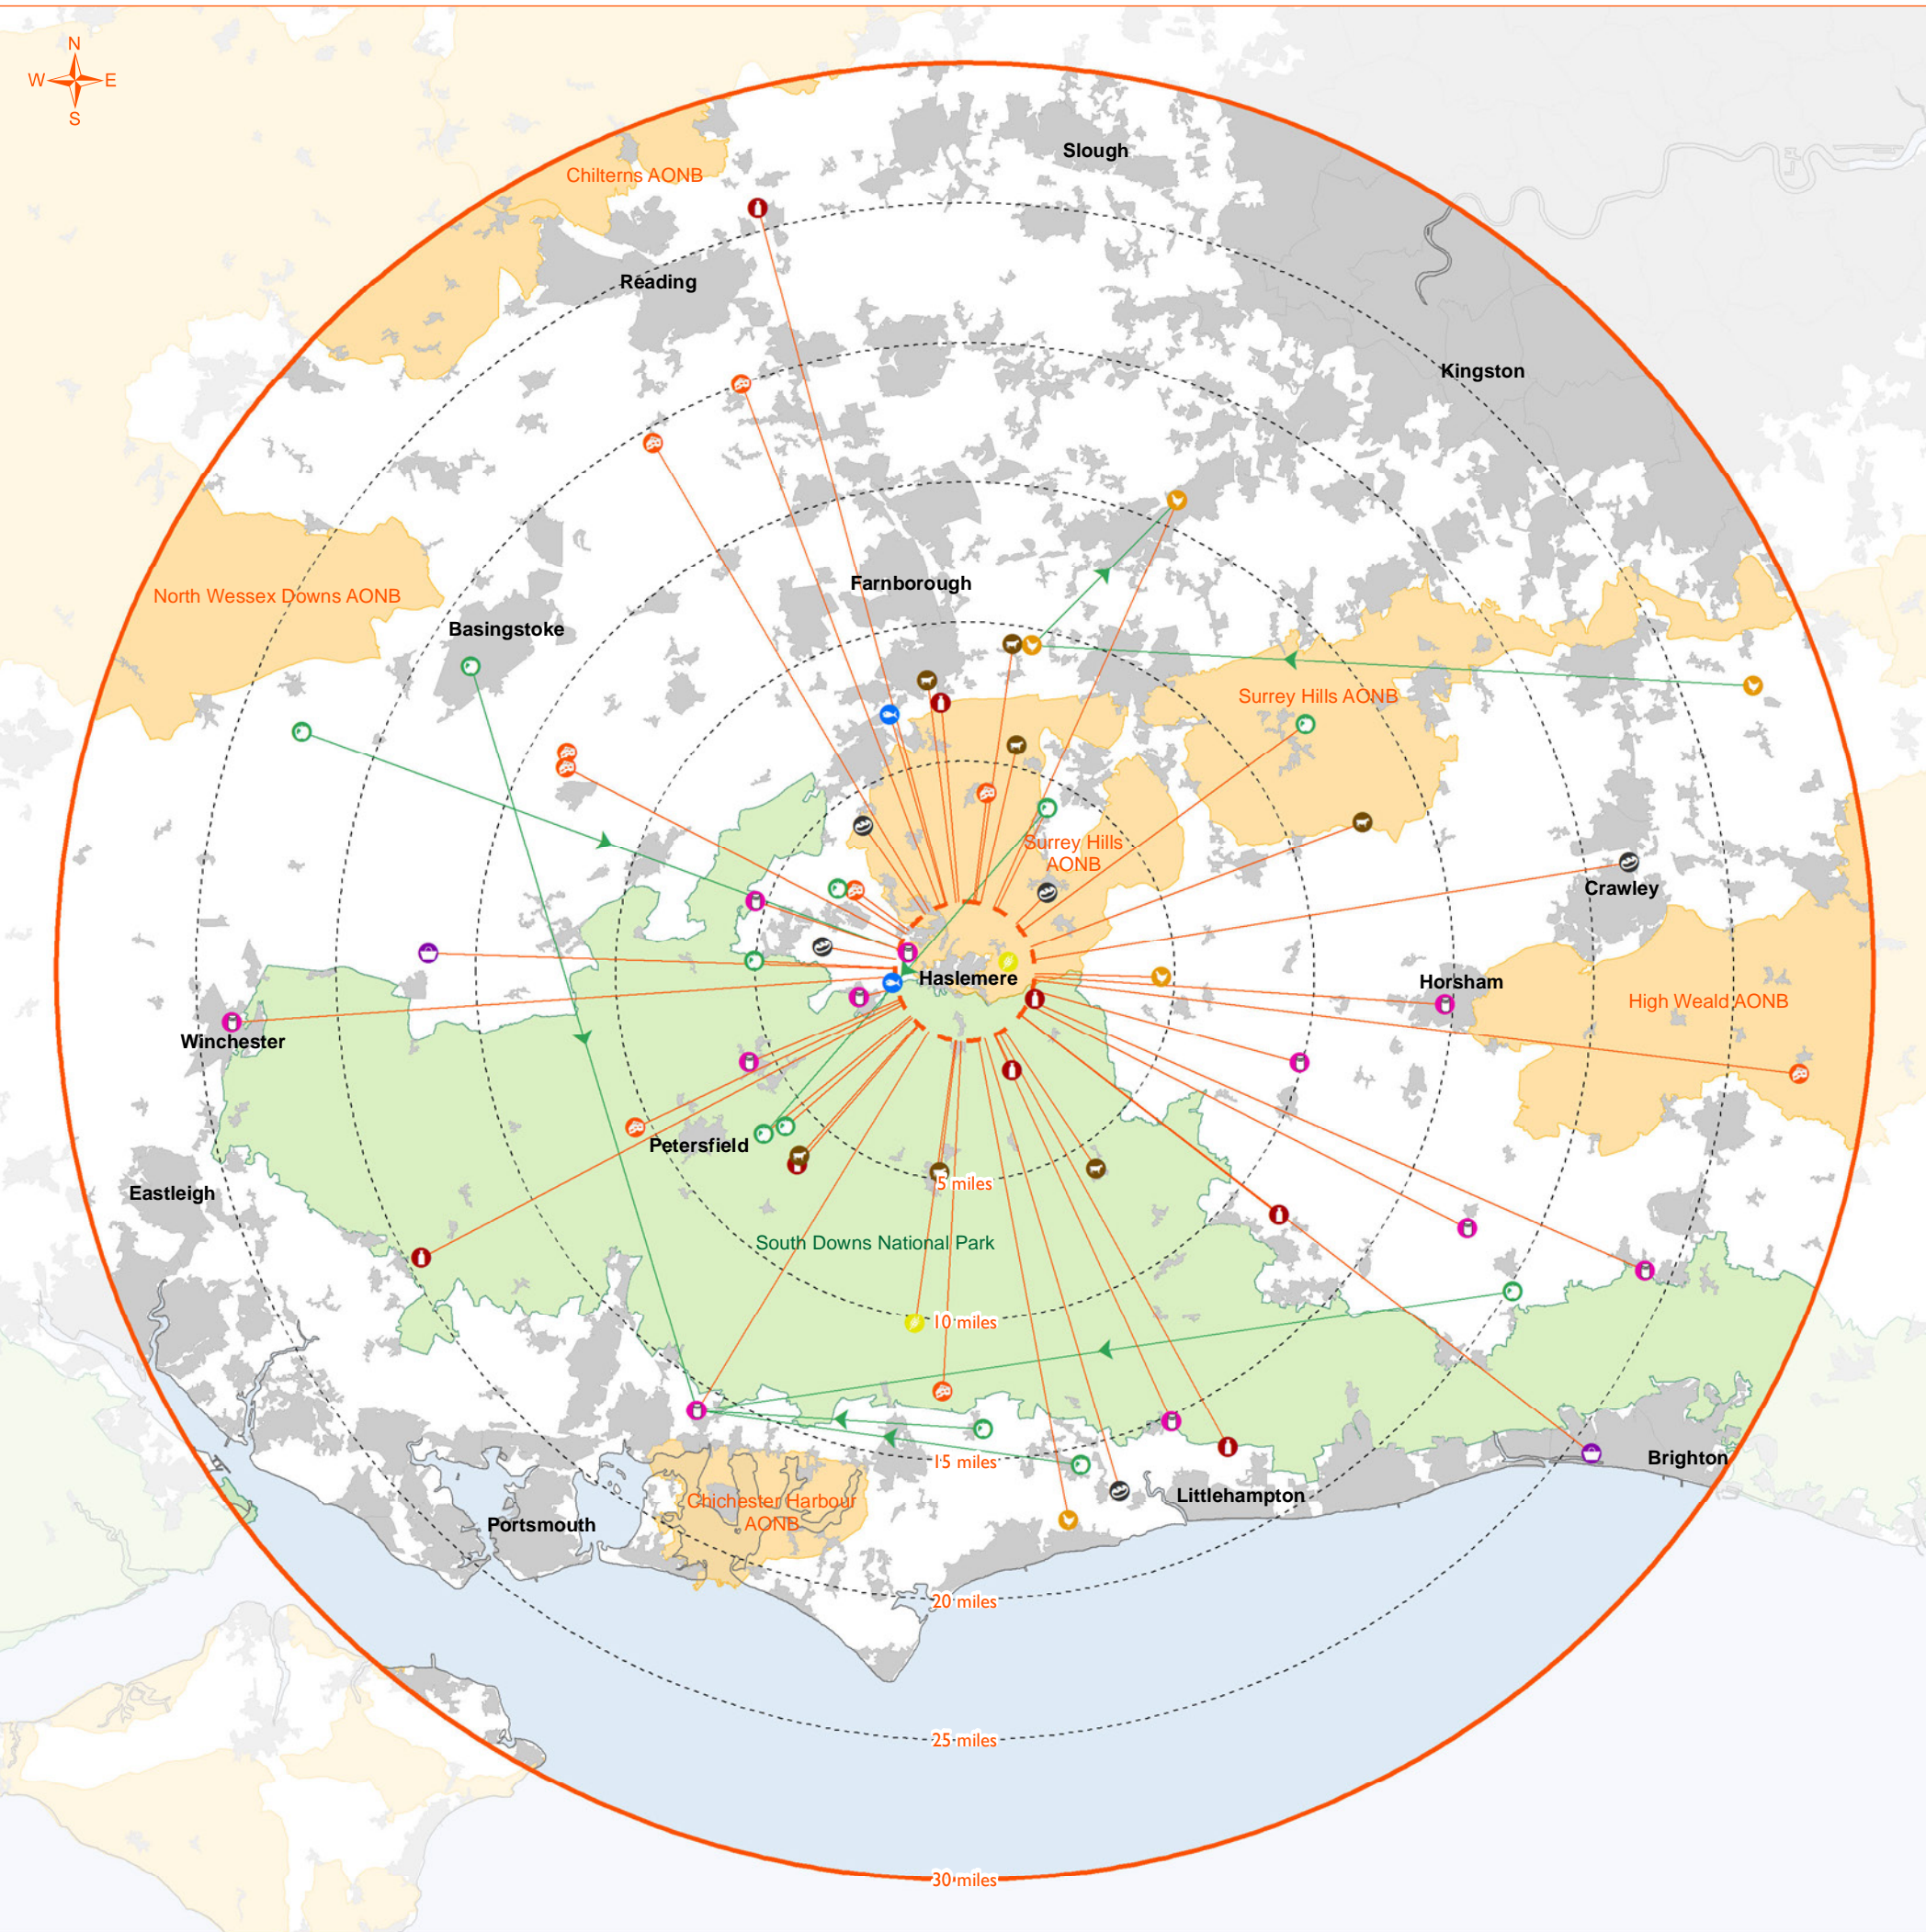 N
W E
S
Slough
Chilterns AONB
Reading
Kingston
Farnborough
North Wessex Downs AONB
Basingstoke
Surrey Hills AONB
Surrey Hills
AONB
Crawley
Haslemere
Horsham
High Weald AONB
Winchester
Petersfield
5 miles
Eastleigh
South Downs National Park
10 miles
Brighton
15 miles
Littlehampton
Chichester Harbour
AONB
Portsmouth
20 miles
25 miles
30 miles